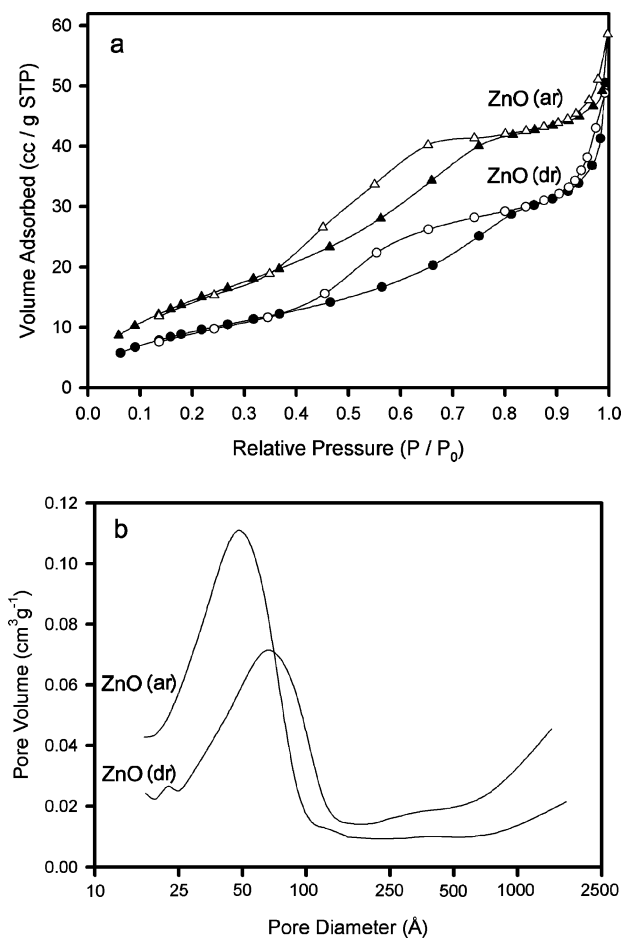 a
60
50
40
30
20
10
0
Volume Adsorbed (cc / g STP)
ZnO (ar)
ZnO (dr)
0.0 0.1 0.2 0.3 0.4 0.5 0.6 0.7 0.8 0.9 1.0
Relative Pressure (P / P₀)
b
0.12
0.10
0.08
0.06
0.04
0.02
0.00
Pore Volume (cm³g⁻¹)
ZnO (ar)
ZnO (dr)
10 25 50 100 250 500 1000 2500
Pore Diameter (Å)